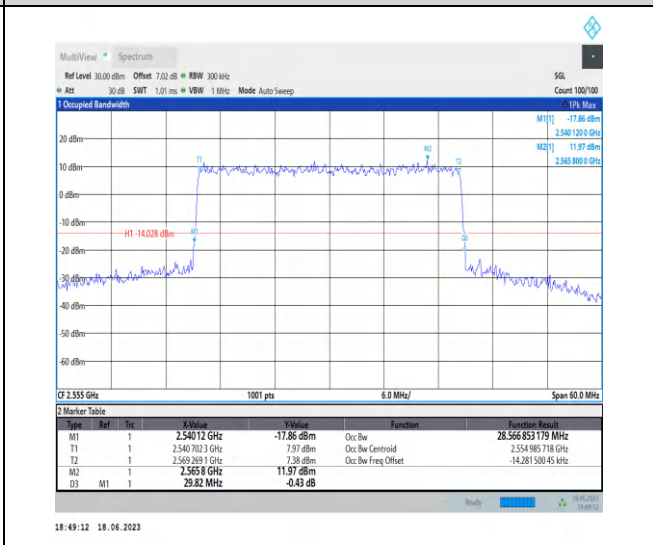 MultiView Spectrum
Ref Level 30.00 dBm Offset 7.02 dB RBW 300 kHz SGL
Att 30 dB SWT 1.01 ms VBW 1 MHz Mode Auto Sweep Count 100/100
1 Occupied Bandwidth 1Pk Max
M1[1] -17.86 dBm
2.540 120 0 GHz
M2[1] 11.97 dBm
2.565 800 0 GHz
20 dBm
M2
T1 T2
10 dBm
0 dBm
-10 dBm
H1 -14.028 dBm M1
D3
-20 dBm
-30 dBm
-40 dBm
-50 dBm
-60 dBm
CF 2.555 GHz 1001 pts 6.0 MHz/ Span 60.0 MHz
2 Marker Table
Type Ref Trc X-Value Y-Value Function Function Result
M1 1 2.54012 GHz -17.86 dBm Occ Bw 28.566 853 179 MHz
T1 1 2.540 702 3 GHz 7.97 dBm Occ Bw Centroid 2.554 985 718 GHz
T2 1 2.569 269 1 GHz 7.38 dBm Occ Bw Freq Offset -14.281 500 45 kHz
M2 1 2.5658 GHz 11.97 dBm
D3 M1 1 29.82 MHz -0.43 dB
Ready 18.06.2023
18:49:12
18:49:12 18.06.2023